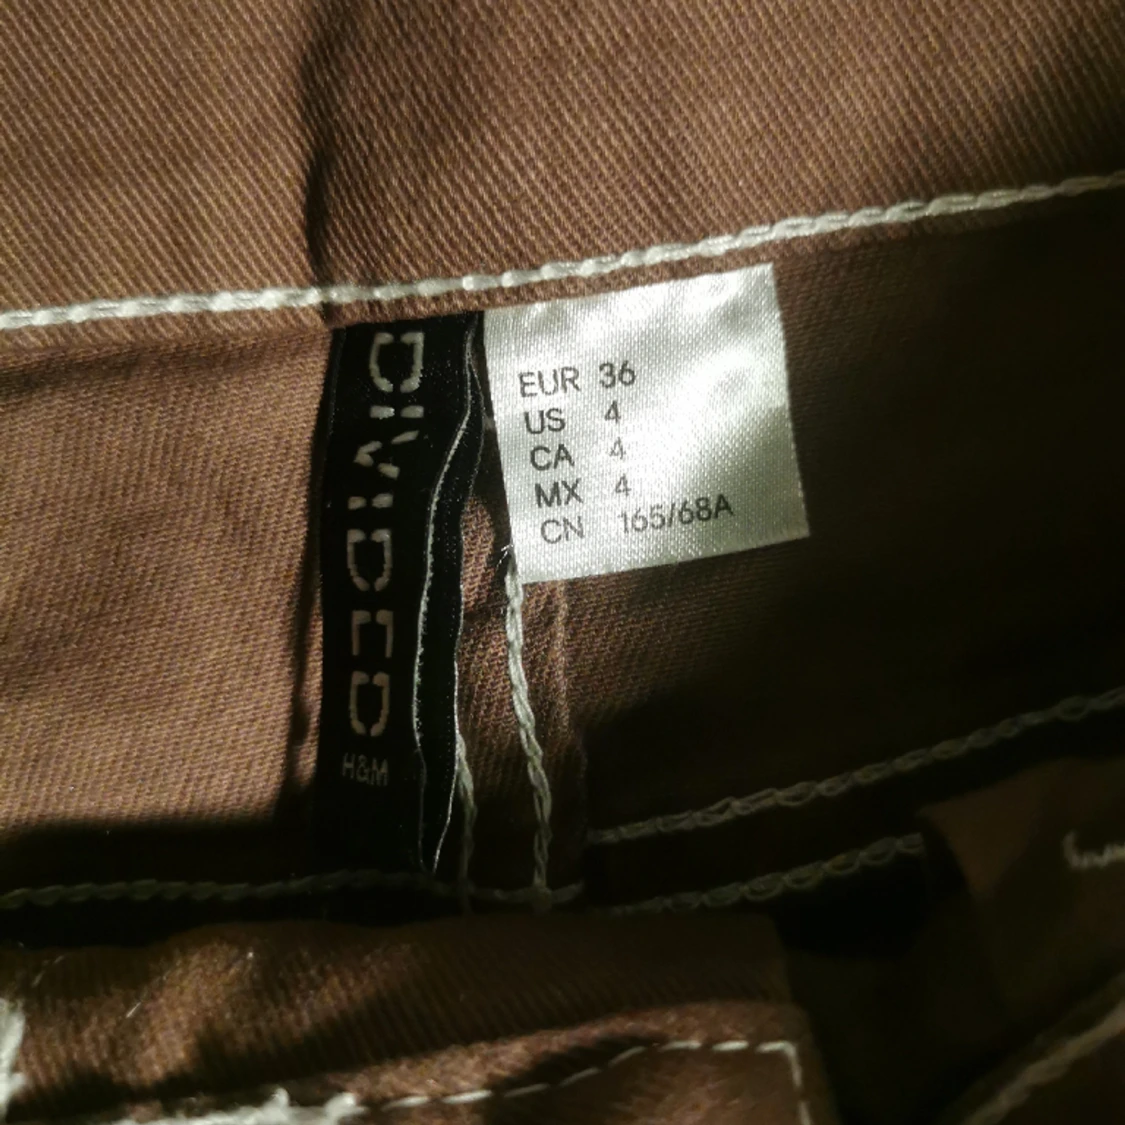 DIVIDED
H&M
EUR 36
US 4
CA 4
MX 4
CN 165/68A